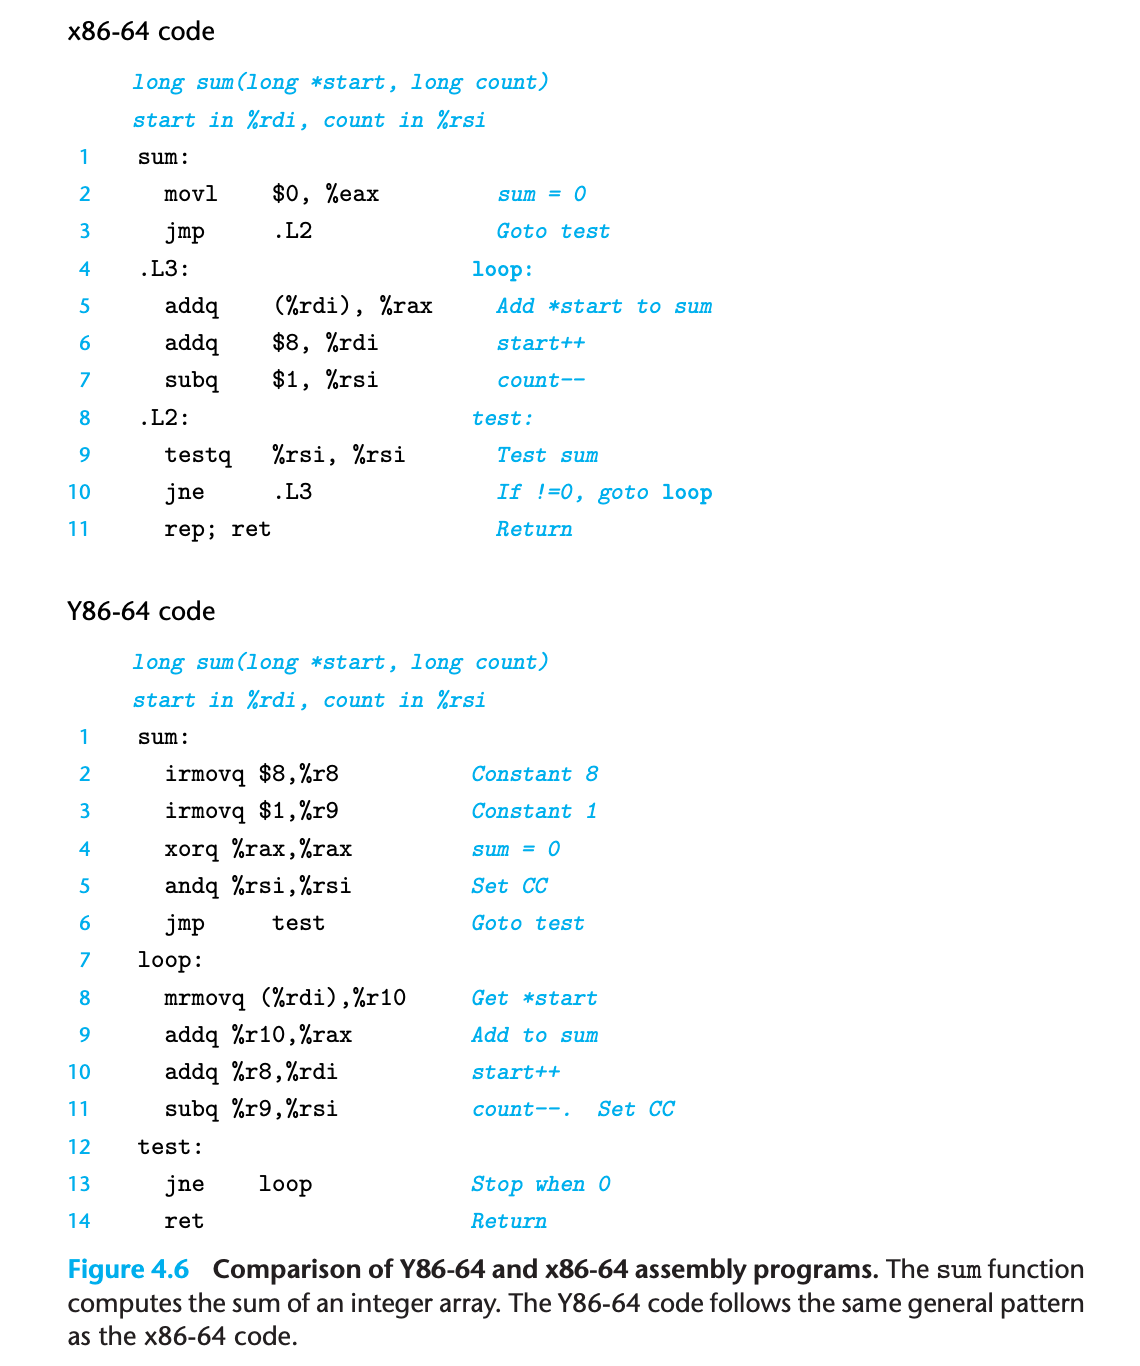 x86-64 code
long sum(long *start, long count)
start in %rdi, count in %rsi
1 sum:
2 movl $0, %eax sum = 0
3 jmp .L2 Goto test
4 .L3: loop:
5 addq (%rdi), %rax Add *start to sum
6 addq $8, %rdi start++
7 subq $1, %rsi count--
8 .L2: test:
9 testq %rsi, %rsi Test sum
10 jne .L3 If !=0, goto loop
11 rep; ret Return
Y86-64 code
long sum(long *start, long count)
start in %rdi, count in %rsi
1 sum:
2 irmovq $8,%r8 Constant 8
3 irmovq $1,%r9 Constant 1
4 xorq %rax,%rax sum = 0
5 andq %rsi,%rsi Set CC
6 jmp test Goto test
7 loop:
8 mrmovq (%rdi),%r10 Get *start
9 addq %r10,%rax Add to sum
10 addq %r8,%rdi start++
11 subq %r9,%rsi count--. Set CC
12 test:
13 jne loop Stop when 0
14 ret Return
Figure 4.6 Comparison of Y86-64 and x86-64 assembly programs. The sum function
computes the sum of an integer array. The Y86-64 code follows the same general pattern
as the x86-64 code.